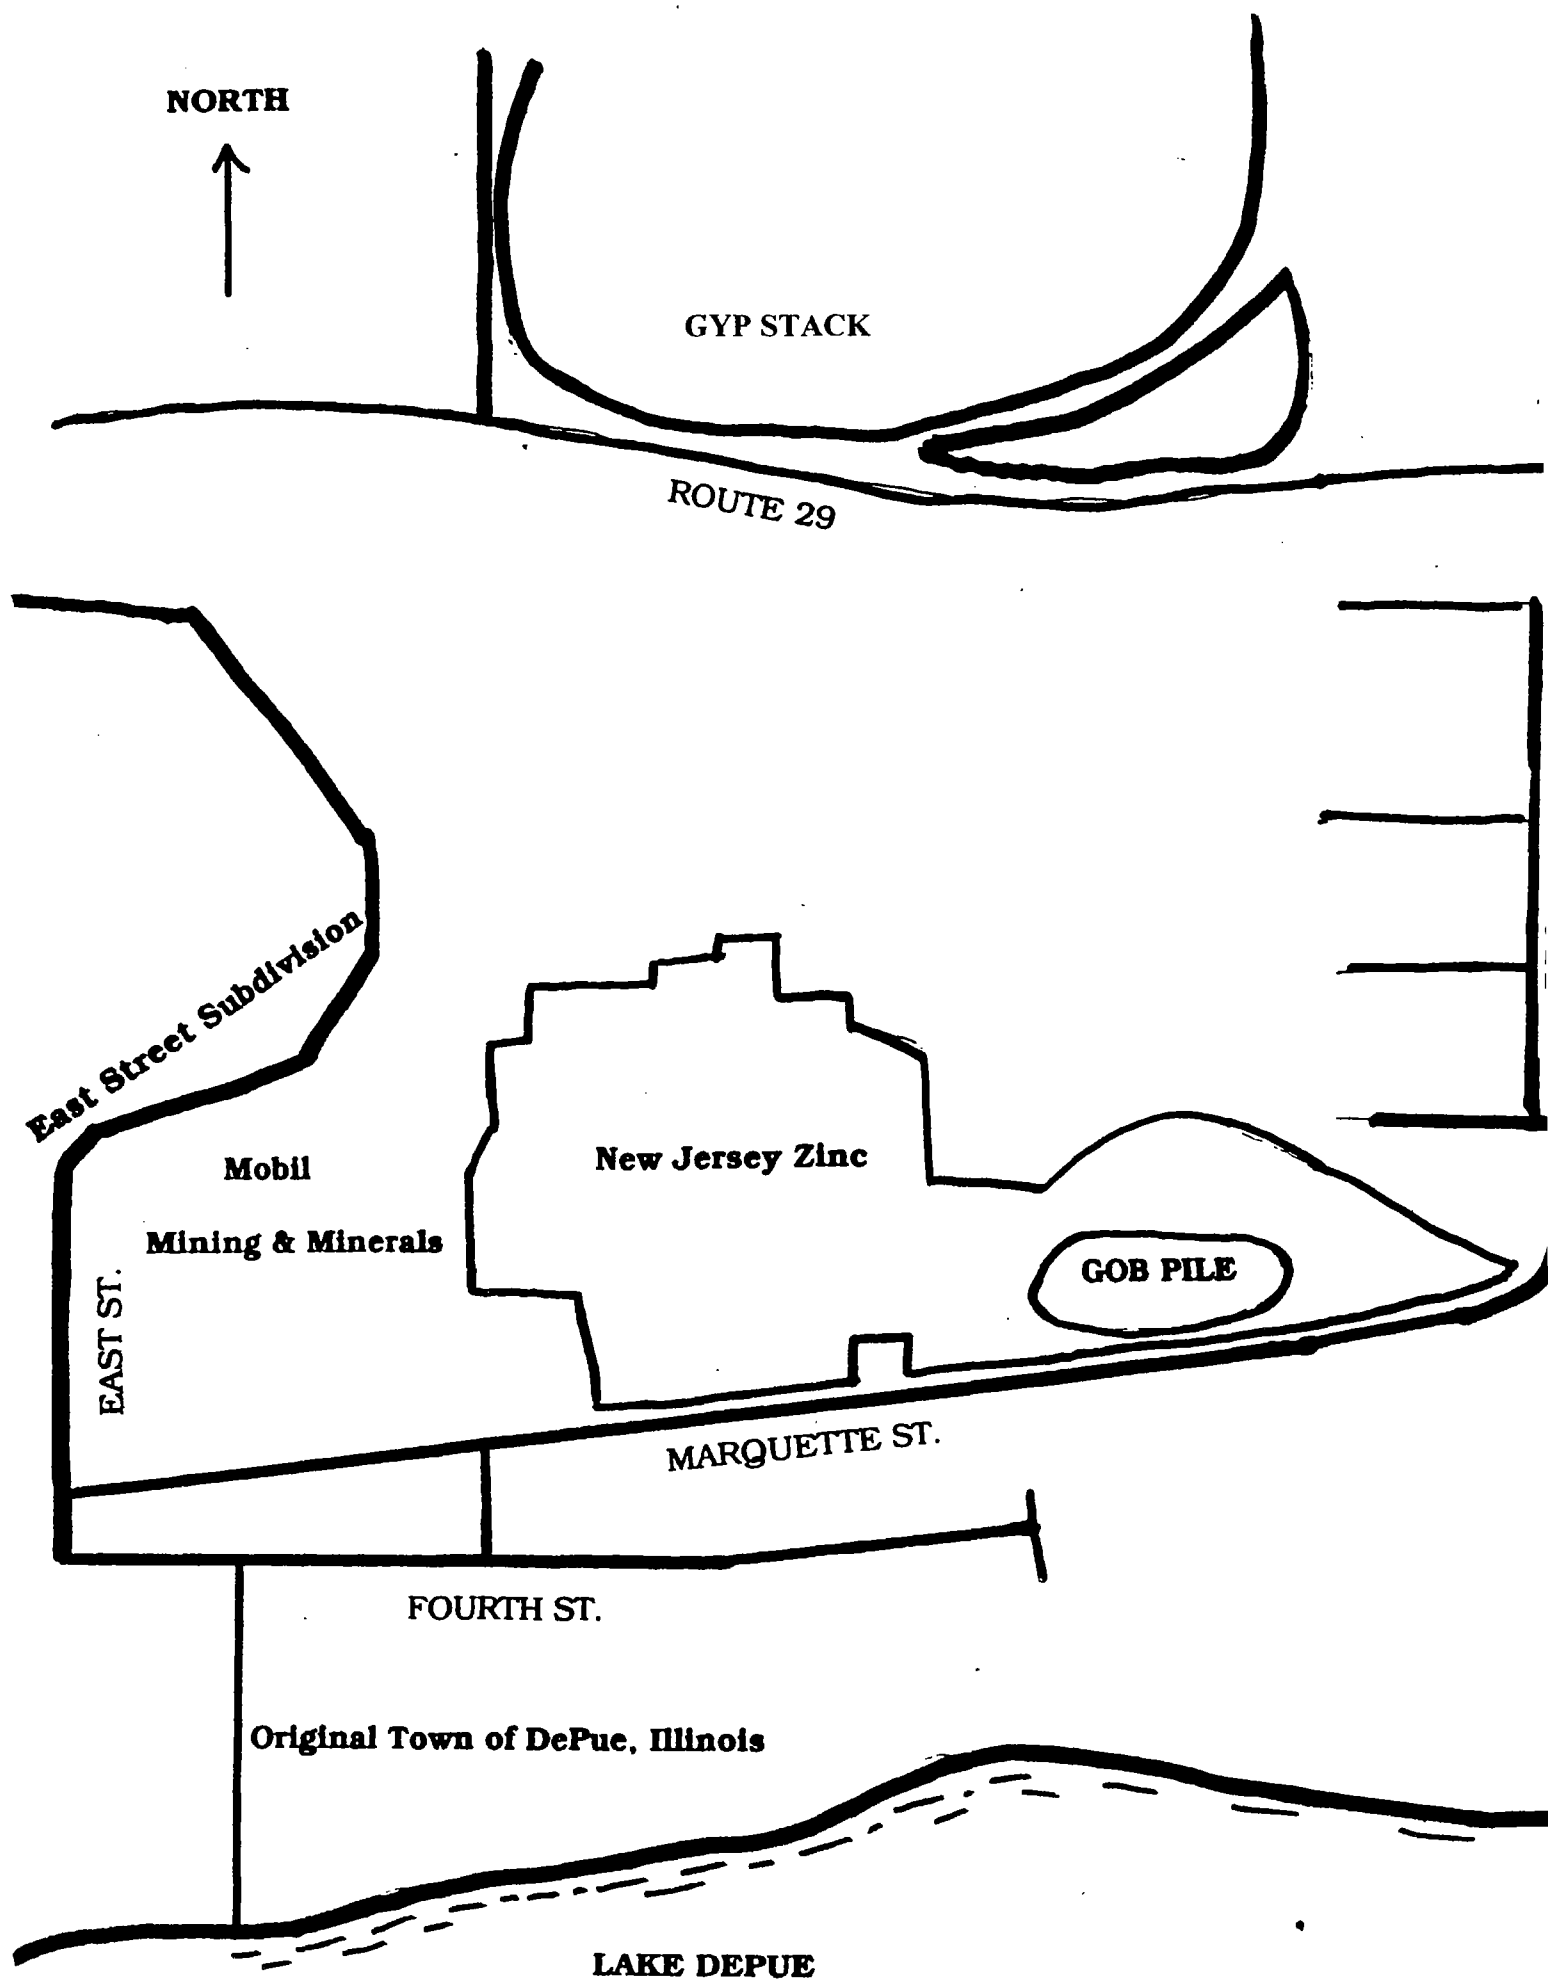 NORTH
GYP STACK
ROUTE 29
East Street Subdivision
Mobil
Mining & Minerals
New Jersey Zinc
GOB PILE
EAST ST.
MARQUETTE ST.
FOURTH ST.
Original Town of DePue, Illinois
LAKE DEPUE